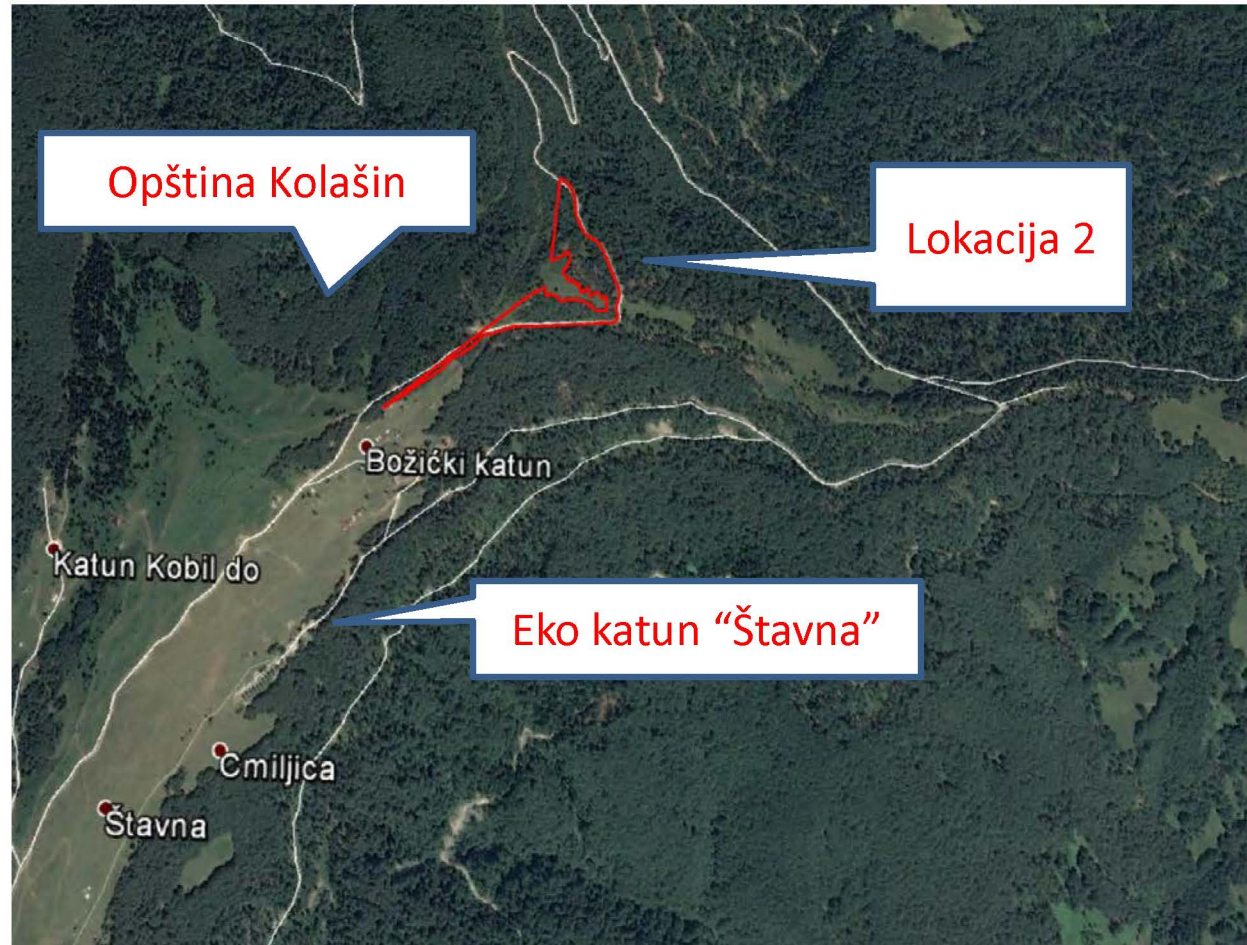 Opština Kolašin
Lokacija 2
Božićki katun
Katun Kobil do
Eko katun “Štavna”
Cmiljica
Štavna